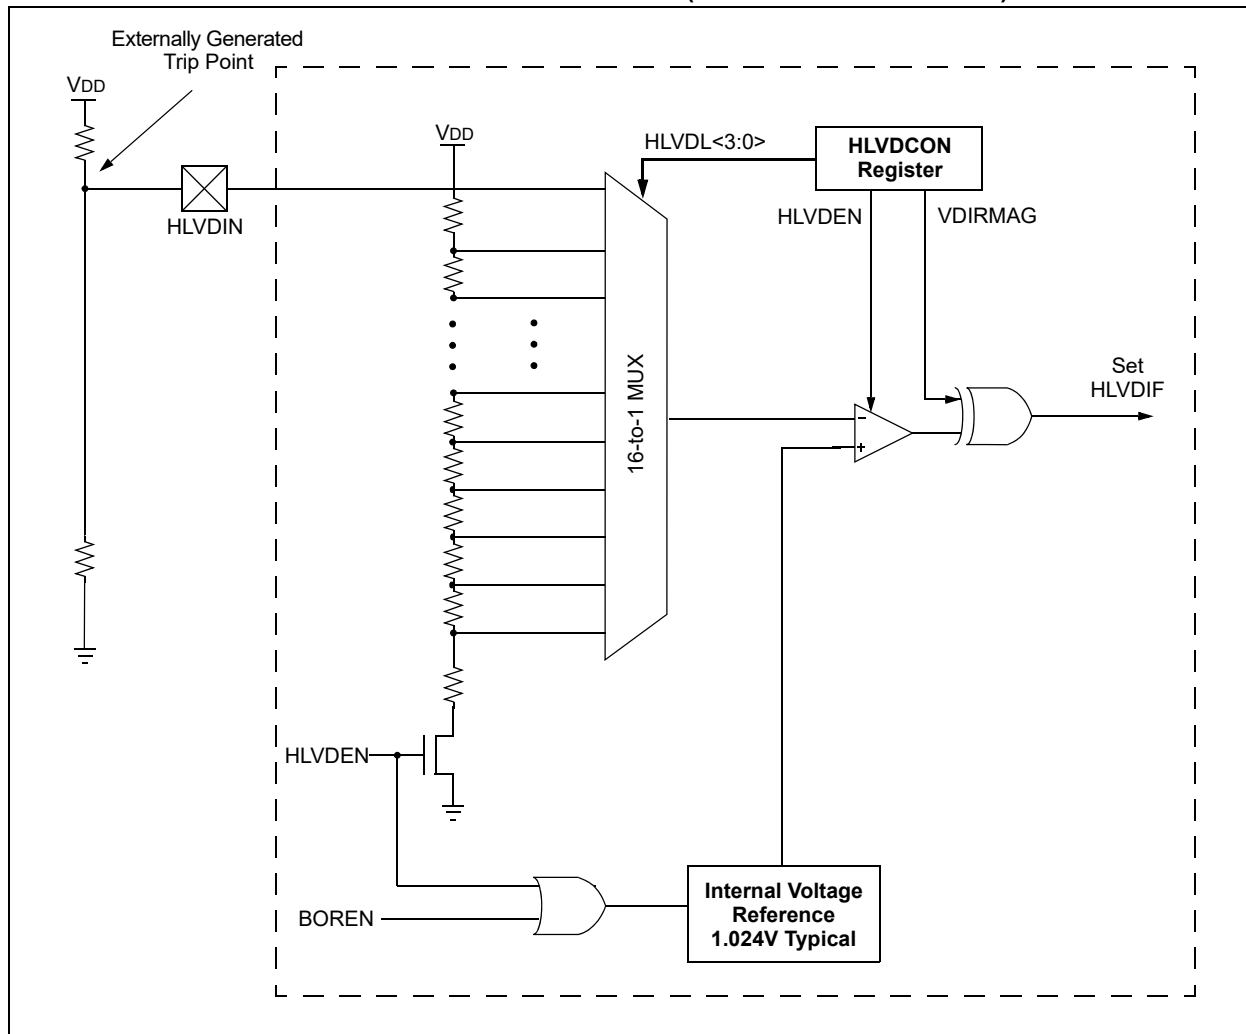 Externally Generated
Trip Point
VDD
VDD
HLVDL<3:0>
HLVDCON
Register
HLVDIN
HLVDEN
VDIRMAG
16-to-1 MUX
Set
HLVDIF
–
+
HLVDEN
BOREN
Internal Voltage
Reference
1.024V Typical